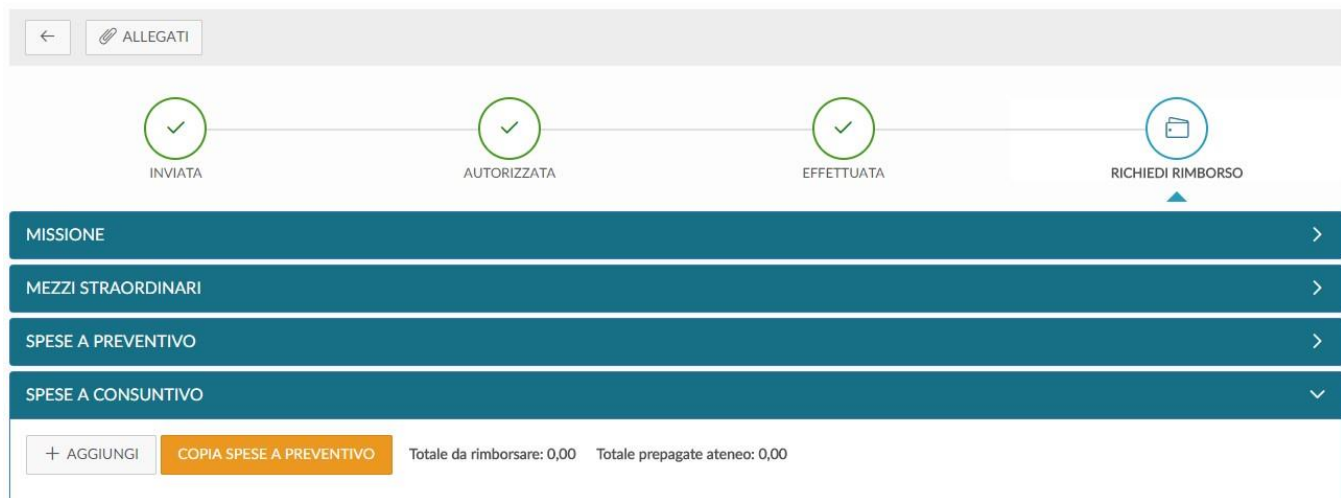 ALLEGATI
INVIATA AUTORIZZATA EFFETTUATA RICHIEDI RIMBORSO
MISSIONE
MEZZI STRAORDINARI
SPESE A PREVENTIVO
SPESE A CONSUNTIVO
+ AGGIUNGI COPIA SPESE A PREVENTIVO Totale da rimborsare: 0,00 Totale prepagate ateneo: 0,00